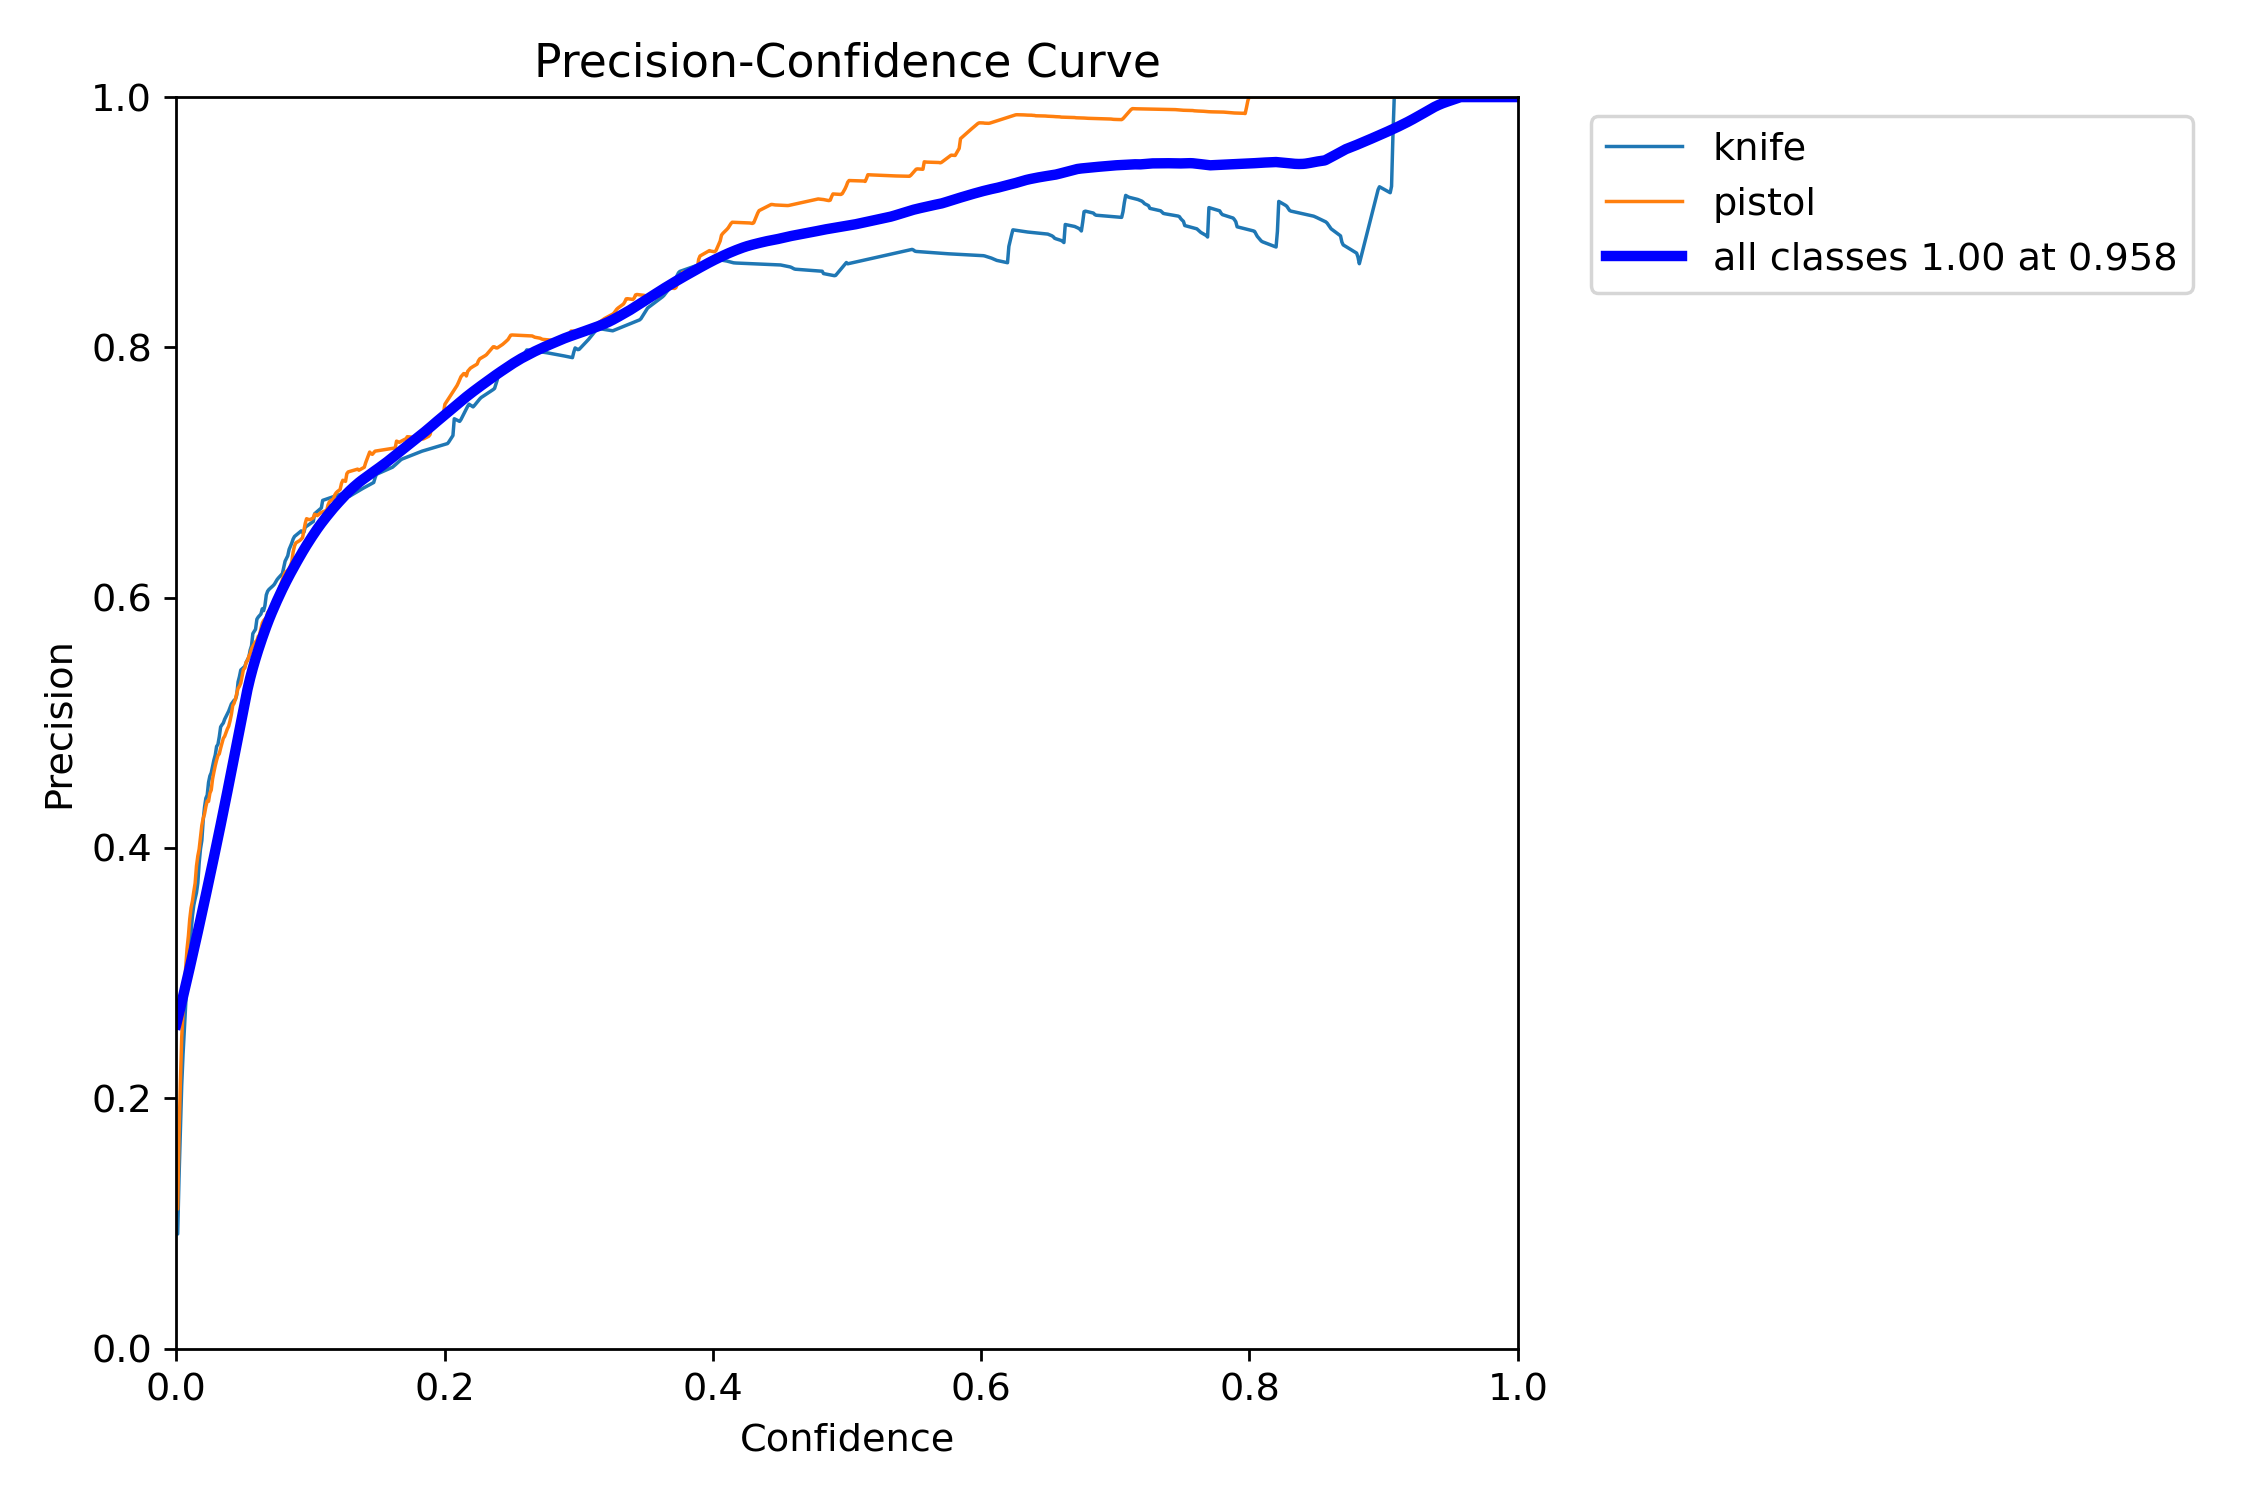 Precision-Confidence Curve
1.0
0.8
0.6
0.4
0.2
0.0
Precision
0.0 0.2 0.4 0.6 0.8 1.0
Confidence
knife
pistol
all classes 1.00 at 0.958